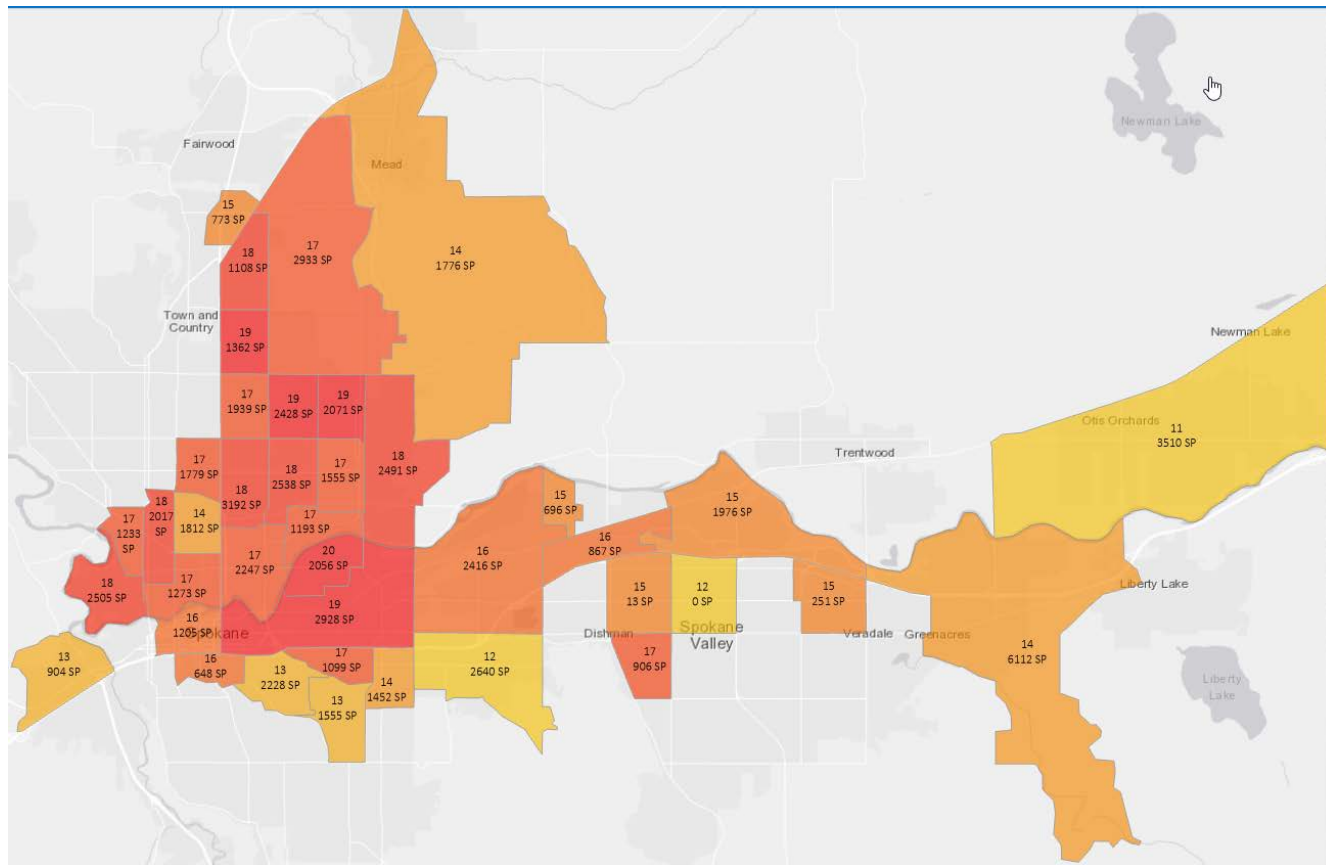 Newman Lake
Fairwood
Mead
15
773 SP
18
1108 SP
17
2933 SP
14
1776 SP
Town and
Country
19
1362 SP
Newman Lake
17
1939 SP
19
2428 SP
19
2071 SP
Otis Orchards
11
3510 SP
17
1779 SP
18
3192 SP
18
2538 SP
17
1555 SP
18
2491 SP
Trentwood
17
1233
SP
18
2017
SP
14
1812 SP
17
1193 SP
15
696 SP
15
1976 SP
16
867 SP
17
2247 SP
20
2056 SP
16
2416 SP
18
2505 SP
17
1273 SP
19
2928 SP
15
13 SP
12
0 SP
15
251 SP
Liberty Lake
16
1205 SP
Spokane
Dishman
Spokane
Valley
Veradale
Greenacres
14
6112 SP
13
904 SP
16
648 SP
13
2228 SP
17
1099 SP
14
1452 SP
12
2640 SP
17
906 SP
13
1555 SP
Liberty
Lake